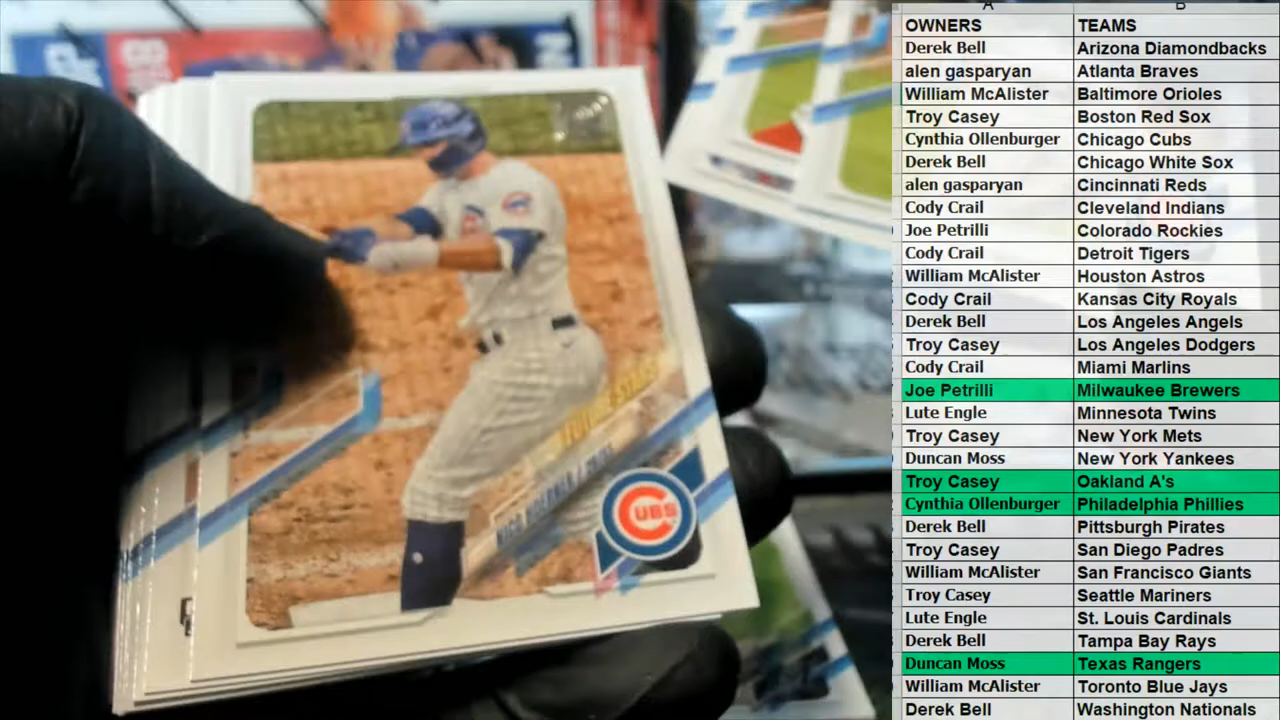 A B
OWNERS TEAMS
Derek Bell Arizona Diamondbacks
alen gasparyan Atlanta Braves
William McAlister Baltimore Orioles
Troy Casey Boston Red Sox
Cynthia Ollenburger Chicago Cubs
Derek Bell Chicago White Sox
alen gasparyan Cincinnati Reds
Cody Crail Cleveland Indians
Joe Petrilli Colorado Rockies
Cody Crail Detroit Tigers
William McAlister Houston Astros
Cody Crail Kansas City Royals
Derek Bell Los Angeles Angels
Troy Casey Los Angeles Dodgers
Cody Crail Miami Marlins
Joe Petrilli Milwaukee Brewers
Lute Engle Minnesota Twins
Troy Casey New York Mets
Duncan Moss New York Yankees
Troy Casey Oakland A's
Cynthia Ollenburger Philadelphia Phillies
Derek Bell Pittsburgh Pirates
Troy Casey San Diego Padres
William McAlister San Francisco Giants
Troy Casey Seattle Mariners
Lute Engle St. Louis Cardinals
Derek Bell Tampa Bay Rays
Duncan Moss Texas Rangers
William McAlister Toronto Blue Jays
Derek Bell Washington Nationals
FUTURE STARS
CUBS